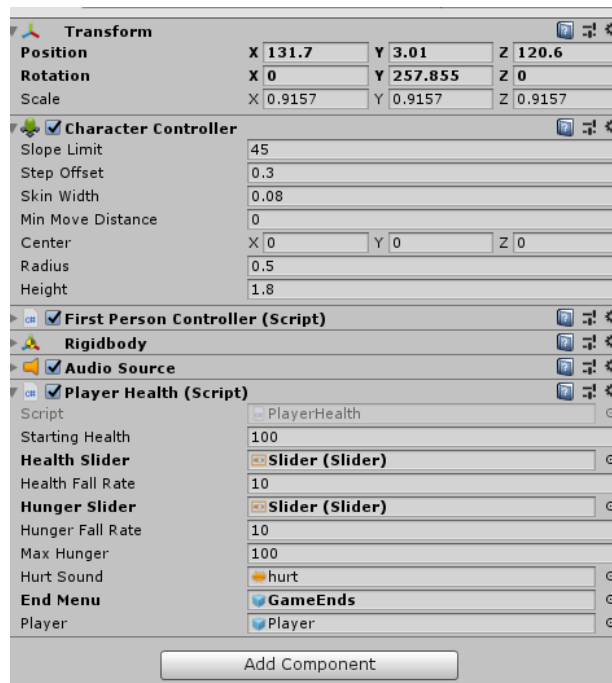 Transform
Position X 131.7 Y 3.01 Z 120.6
Rotation X 0 Y 257.855 Z 0
Scale X 0.9157 Y 0.9157 Z 0.9157
Character Controller
Slope Limit 45
Step Offset 0.3
Skin Width 0.08
Min Move Distance 0
Center X 0 Y 0 Z 0
Radius 0.5
Height 1.8
First Person Controller (Script)
Rigidbody
Audio Source
Player Health (Script)
Script PlayerHealth
Starting Health 100
Health Slider Slider (Slider)
Health Fall Rate 10
Hunger Slider Slider (Slider)
Hunger Fall Rate 10
Max Hunger 100
Hurt Sound hurt
End Menu GameEnds
Player Player
Add Component